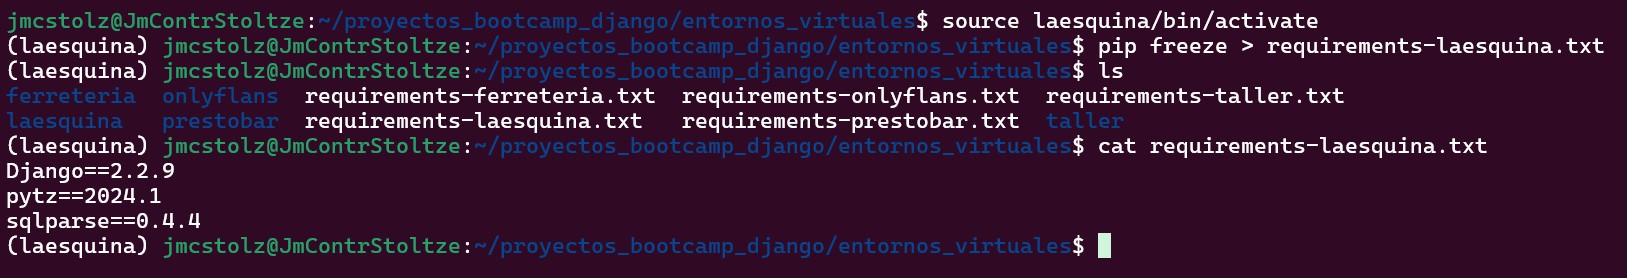 jmcstolz@JmContrStoltze:~/proyectos_bootcamp_django/entornos_virtuales$ source laesquina/bin/activate
(laesquina) jmcstolz@JmContrStoltze:~/proyectos_bootcamp_django/entornos_virtuales$ pip freeze > requirements-laesquina.txt
(laesquina) jmcstolz@JmContrStoltze:~/proyectos_bootcamp_django/entornos_virtuales$ ls
ferreteria  onlyflans  requirements-ferreteria.txt  requirements-onlyflans.txt  requirements-taller.txt
laesquina   prestobar  requirements-laesquina.txt   requirements-prestobar.txt  taller
(laesquina) jmcstolz@JmContrStoltze:~/proyectos_bootcamp_django/entornos_virtuales$ cat requirements-laesquina.txt
Django==2.2.9
pytz==2024.1
sqlparse==0.4.4
(laesquina) jmcstolz@JmContrStoltze:~/proyectos_bootcamp_django/entornos_virtuales$